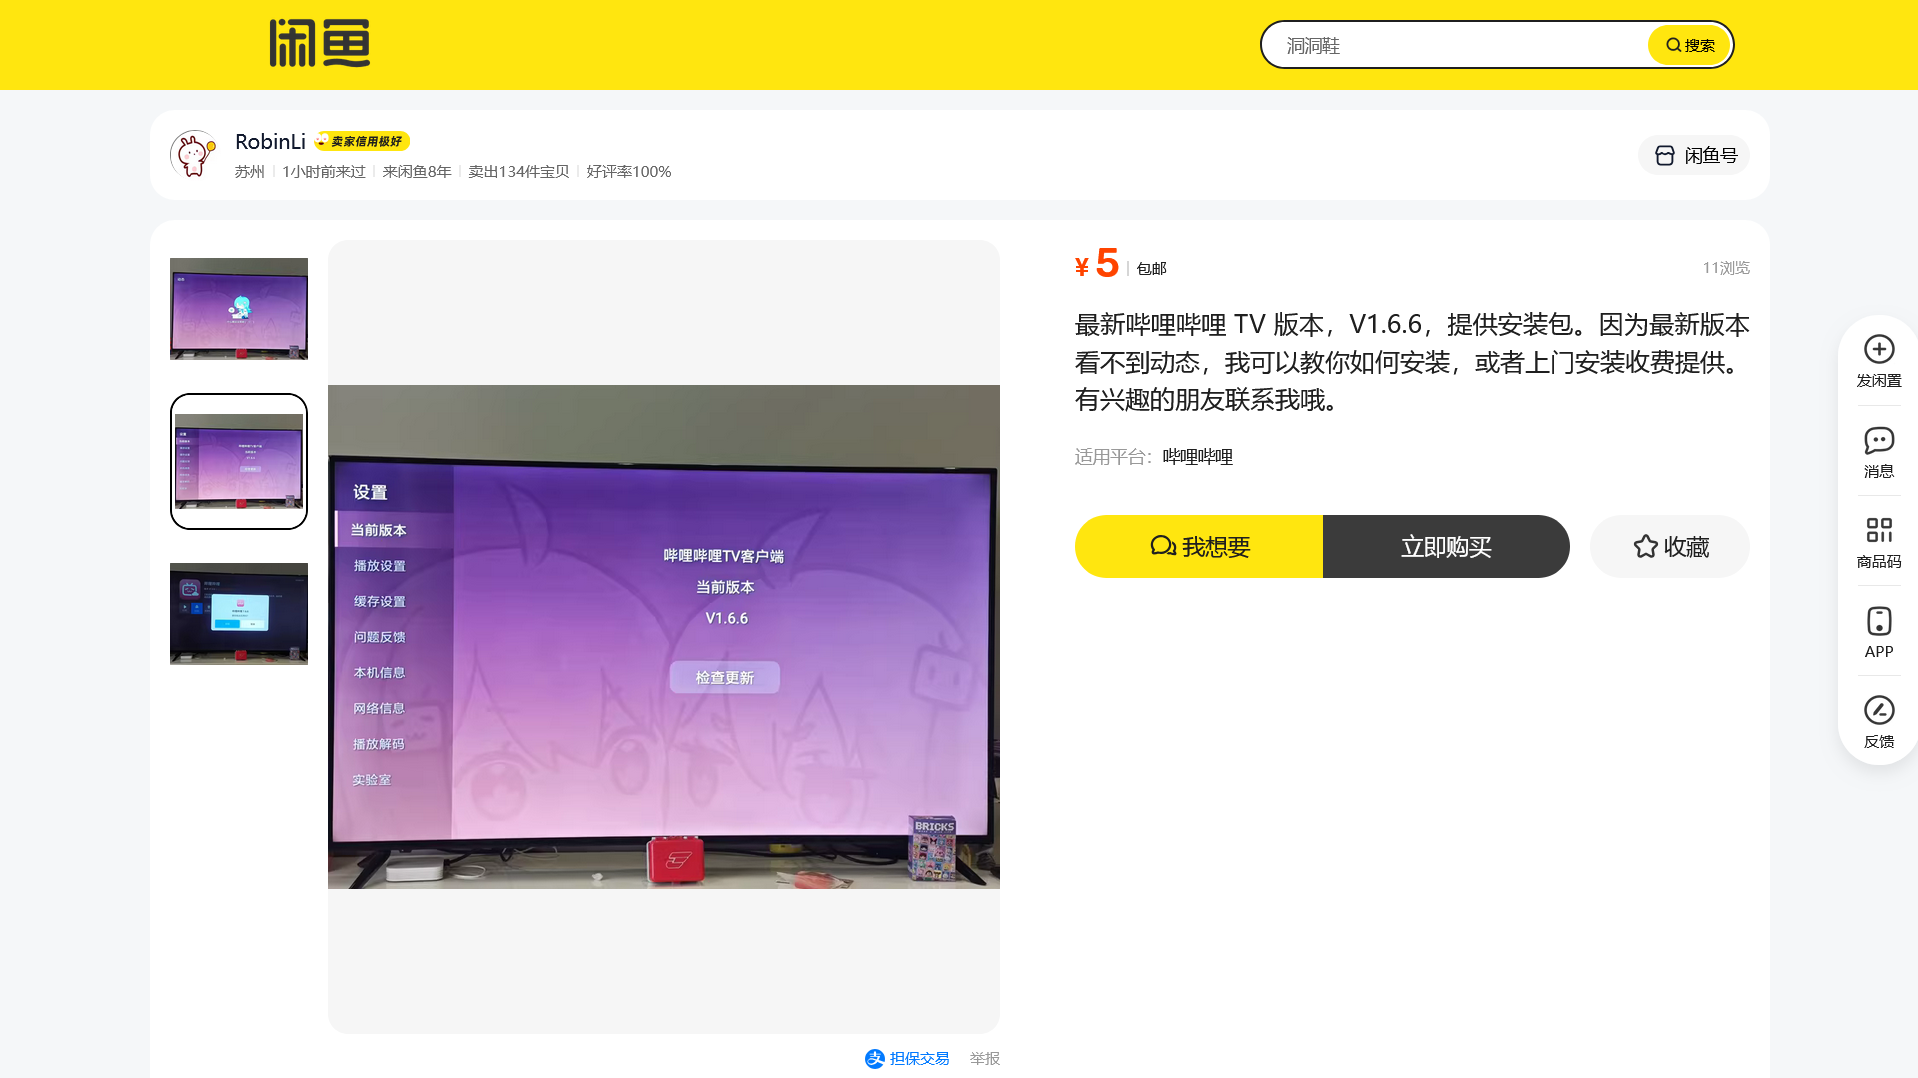 闲鱼
洞洞鞋
搜索
RobinLi 卖家信用极好
苏州 1小时前来过 来闲鱼8年 卖出134件宝贝 好评率100%
闲鱼号
¥ 5 包邮
11浏览
最新哔哩哔哩 TV 版本，V1.6.6，提供安装包。因为最新版本
看不到动态，我可以教你如何安装，或者上门安装收费提供。
有兴趣的朋友联系我哦。
适用平台：哔哩哔哩
我想要
立即购买
收藏
设置
当前版本
播放设置
缓存设置
问题反馈
本机信息
网络信息
播放解码
实验室
哔哩哔哩TV客户端
当前版本
V1.6.6
检查更新
BRICKS
担保交易
举报
发闲置
消息
商品码
APP
反馈